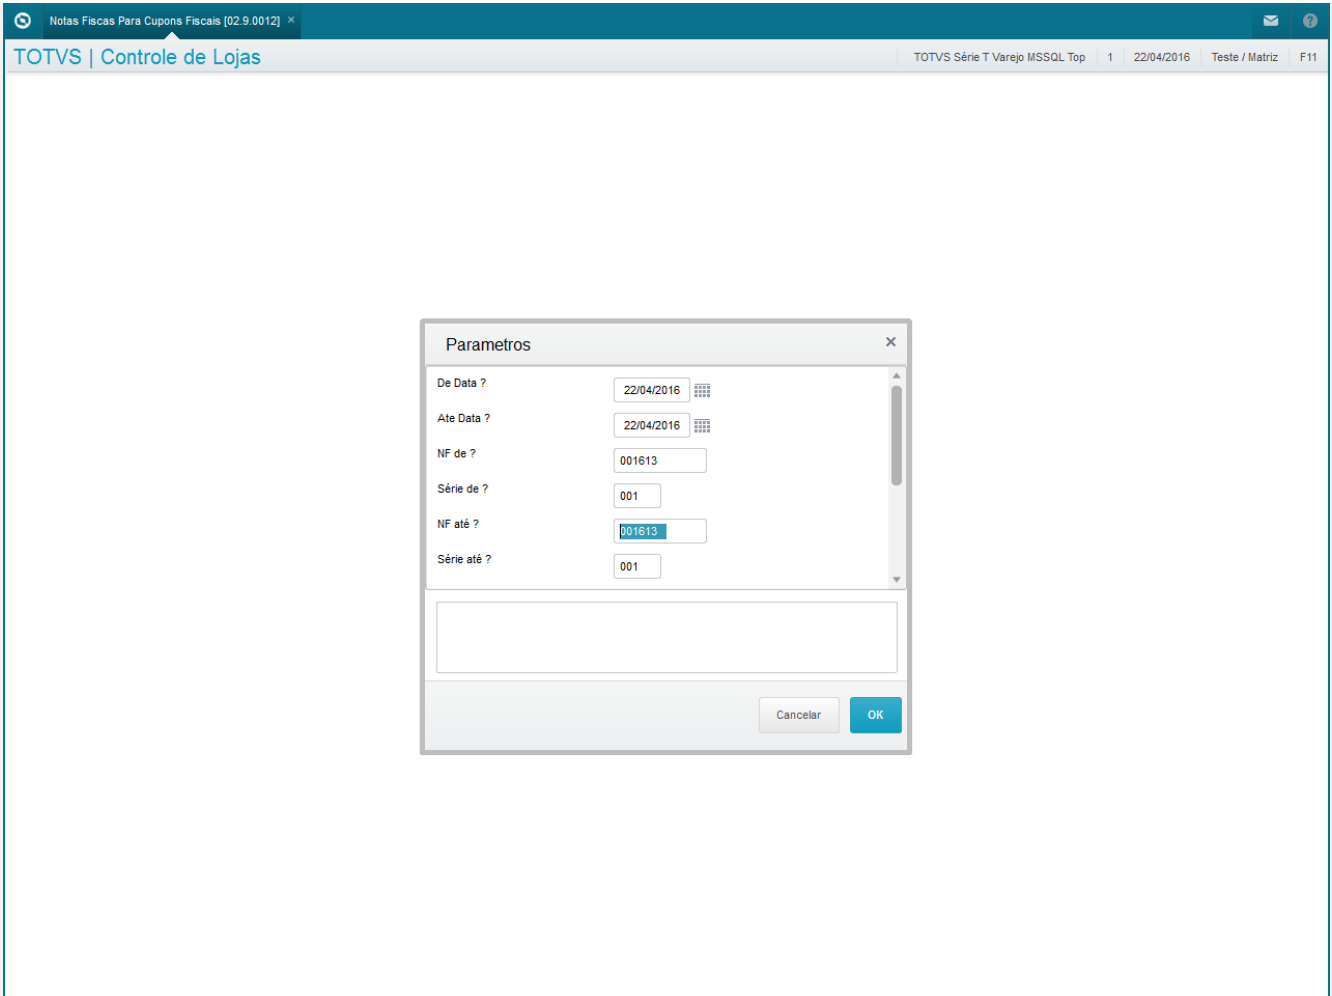 Notas Fiscas Para Cupons Fiscais [02.9.0012] ×
TOTVS | Controle de Lojas
TOTVS Série T Varejo MSSQL Top 1 22/04/2016 Teste / Matriz F11
Parametros
De Data ? 22/04/2016
Ate Data ? 22/04/2016
NF de ? 001613
Série de ? 001
NF até ? 001613
Série até ? 001
Cancelar OK